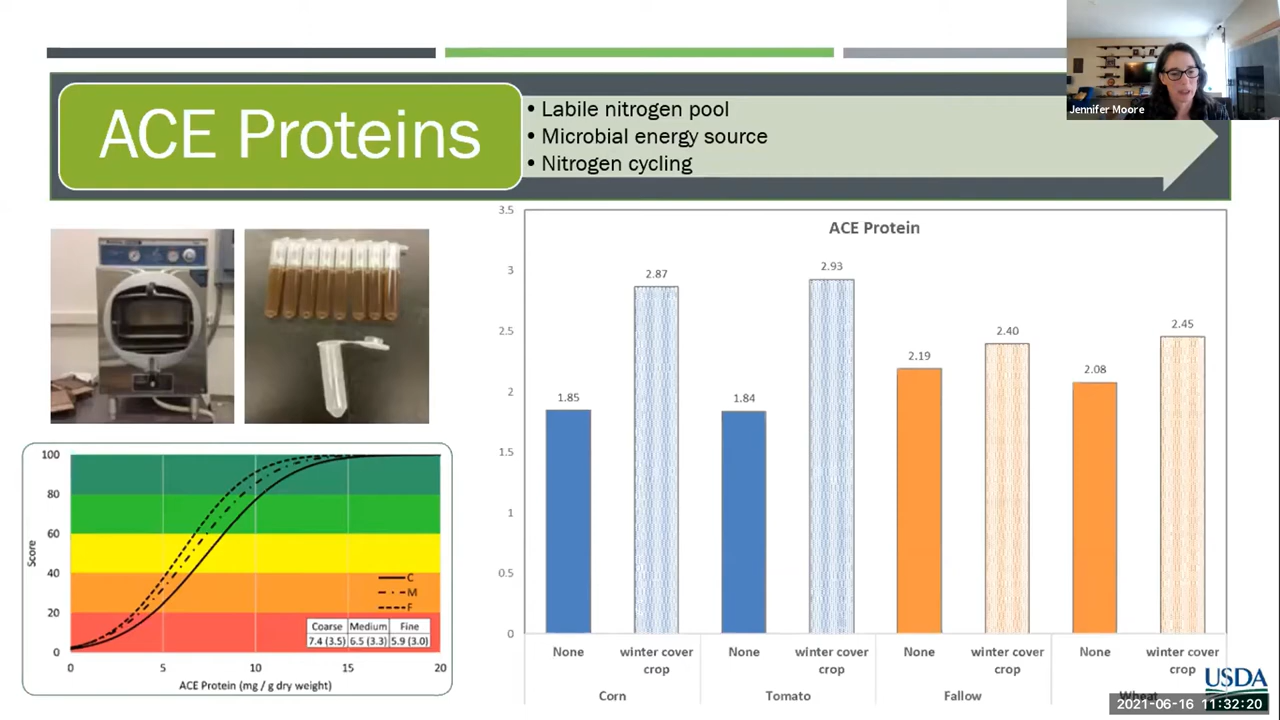 ACE Proteins
• Labile nitrogen pool
• Microbial energy source
• Nitrogen cycling
Jennifer Moore
ACE Protein
3.5
3
2.5
2
1.5
1
0.5
0
1.85
2.87
1.84
2.93
2.19
2.40
2.08
2.45
None
winter cover crop
None
winter cover crop
None
winter cover crop
None
winter cover crop
Corn
Tomato
Fallow
Wheat
Score
100
80
60
40
20
0
C
M
F
Coarse Medium Fine
7.4 (3.5) 6.5 (3.3) 5.9 (3.0)
0 5 10 15 20
ACE Protein (mg / g dry weight)
USDA
2021-06-16 11:32:20